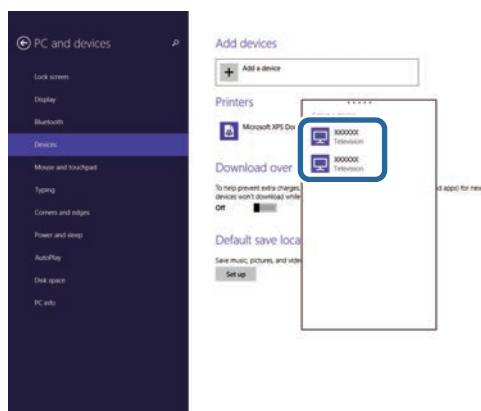 PC and devices
Lock screen
Display
Bluetooth
Devices
Mouse and touchpad
Typing
Corners and edges
Power and sleep
AutoPlay
Disk space
PC info
Add devices
Add a device
Printers
Microsoft XPS Doc
Download over
To help prevent extra charges,
d apps) for new
devices won't download while
Off
Default save loca
Save music, pictures, and video
Set up
XXXXXX
Television
XXXXXX
Television